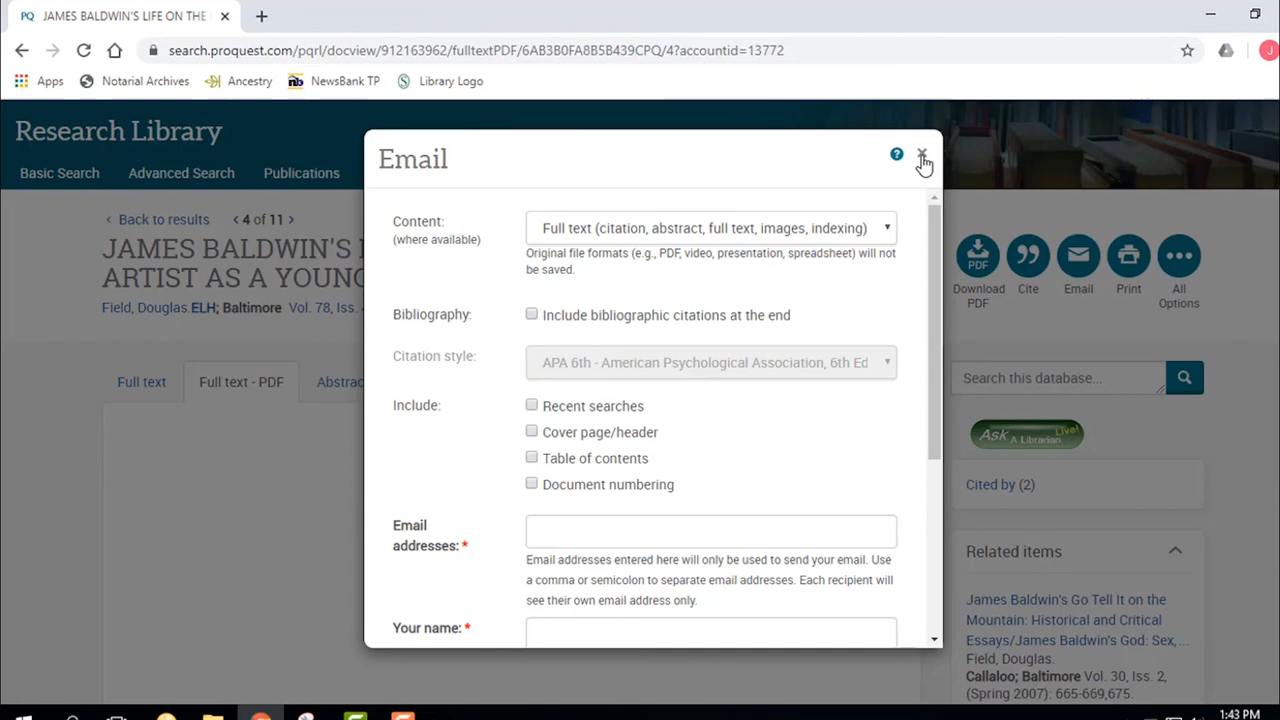 PQ JAMES BALDWIN'S LIFE ON THE
search.proquest.com/pqrl/docview/912163962/fulltextPDF/6AB3B0FA8B5B439CPQ/4?accountid=13772
J
Apps Notarial Archives Ancestry nb NewsBank TP Library Logo
Research Library
Basic Search Advanced Search Publications
Email
?
Back to results 4 of 11
JAMES BALDWIN'S
ARTIST AS A YOUN
Field, Douglas. ELH; Baltimore Vol. 78, Iss.
Content:
(where available)
Full text (citation, abstract, full text, images, indexing)
Original file formats (e.g., PDF, video, presentation, spreadsheet) will not
be saved.
Bibliography:
Include bibliographic citations at the end
Citation style:
APA 6th - American Psychological Association, 6th Ed
Include:
Recent searches
Cover page/header
Table of contents
Document numbering
Email
addresses: *
Email addresses entered here will only be used to send your email. Use
a comma or semicolon to separate email addresses. Each recipient will
see their own email address only.
Your name: *
Full text Full text - PDF Abstrac
PDF
Download
PDF
Cite
Email
Print
All
Options
Search this database...
Ask A Librarian Live!
Cited by (2)
Related items
James Baldwin's Go Tell It on the
Mountain: Historical and Critical
Essays/James Baldwin's God: Sex,...
Field, Douglas.
Callaloo; Baltimore Vol. 30, Iss. 2,
(Spring 2007): 665-669,675.
1:43 PM